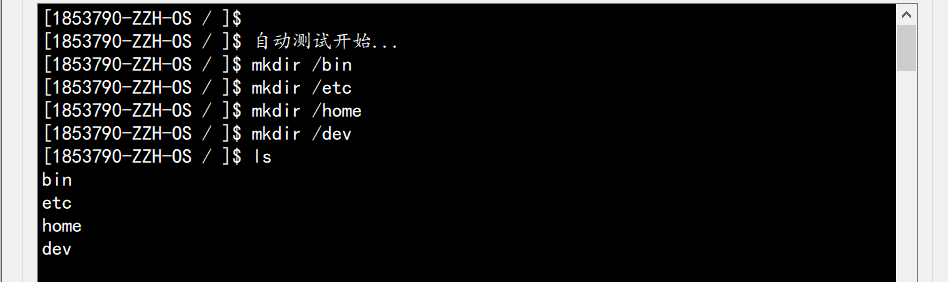 [1853790-ZZH-OS / ]$
[1853790-ZZH-OS / ]$ 自动测试开始...
[1853790-ZZH-OS / ]$ mkdir /bin
[1853790-ZZH-OS / ]$ mkdir /etc
[1853790-ZZH-OS / ]$ mkdir /home
[1853790-ZZH-OS / ]$ mkdir /dev
[1853790-ZZH-OS / ]$ ls
bin
etc
home
dev